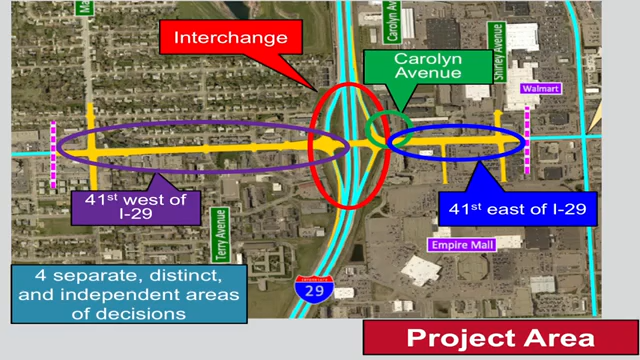 Interchange
Carolyn Av
Carolyn
Avenue
Shirley Avenue
Walmart
41st west of
I-29
41st east of I-29
Terry Avenue
Empire Mall
4 separate, distinct,
and independent areas
of decisions
29
Project Area